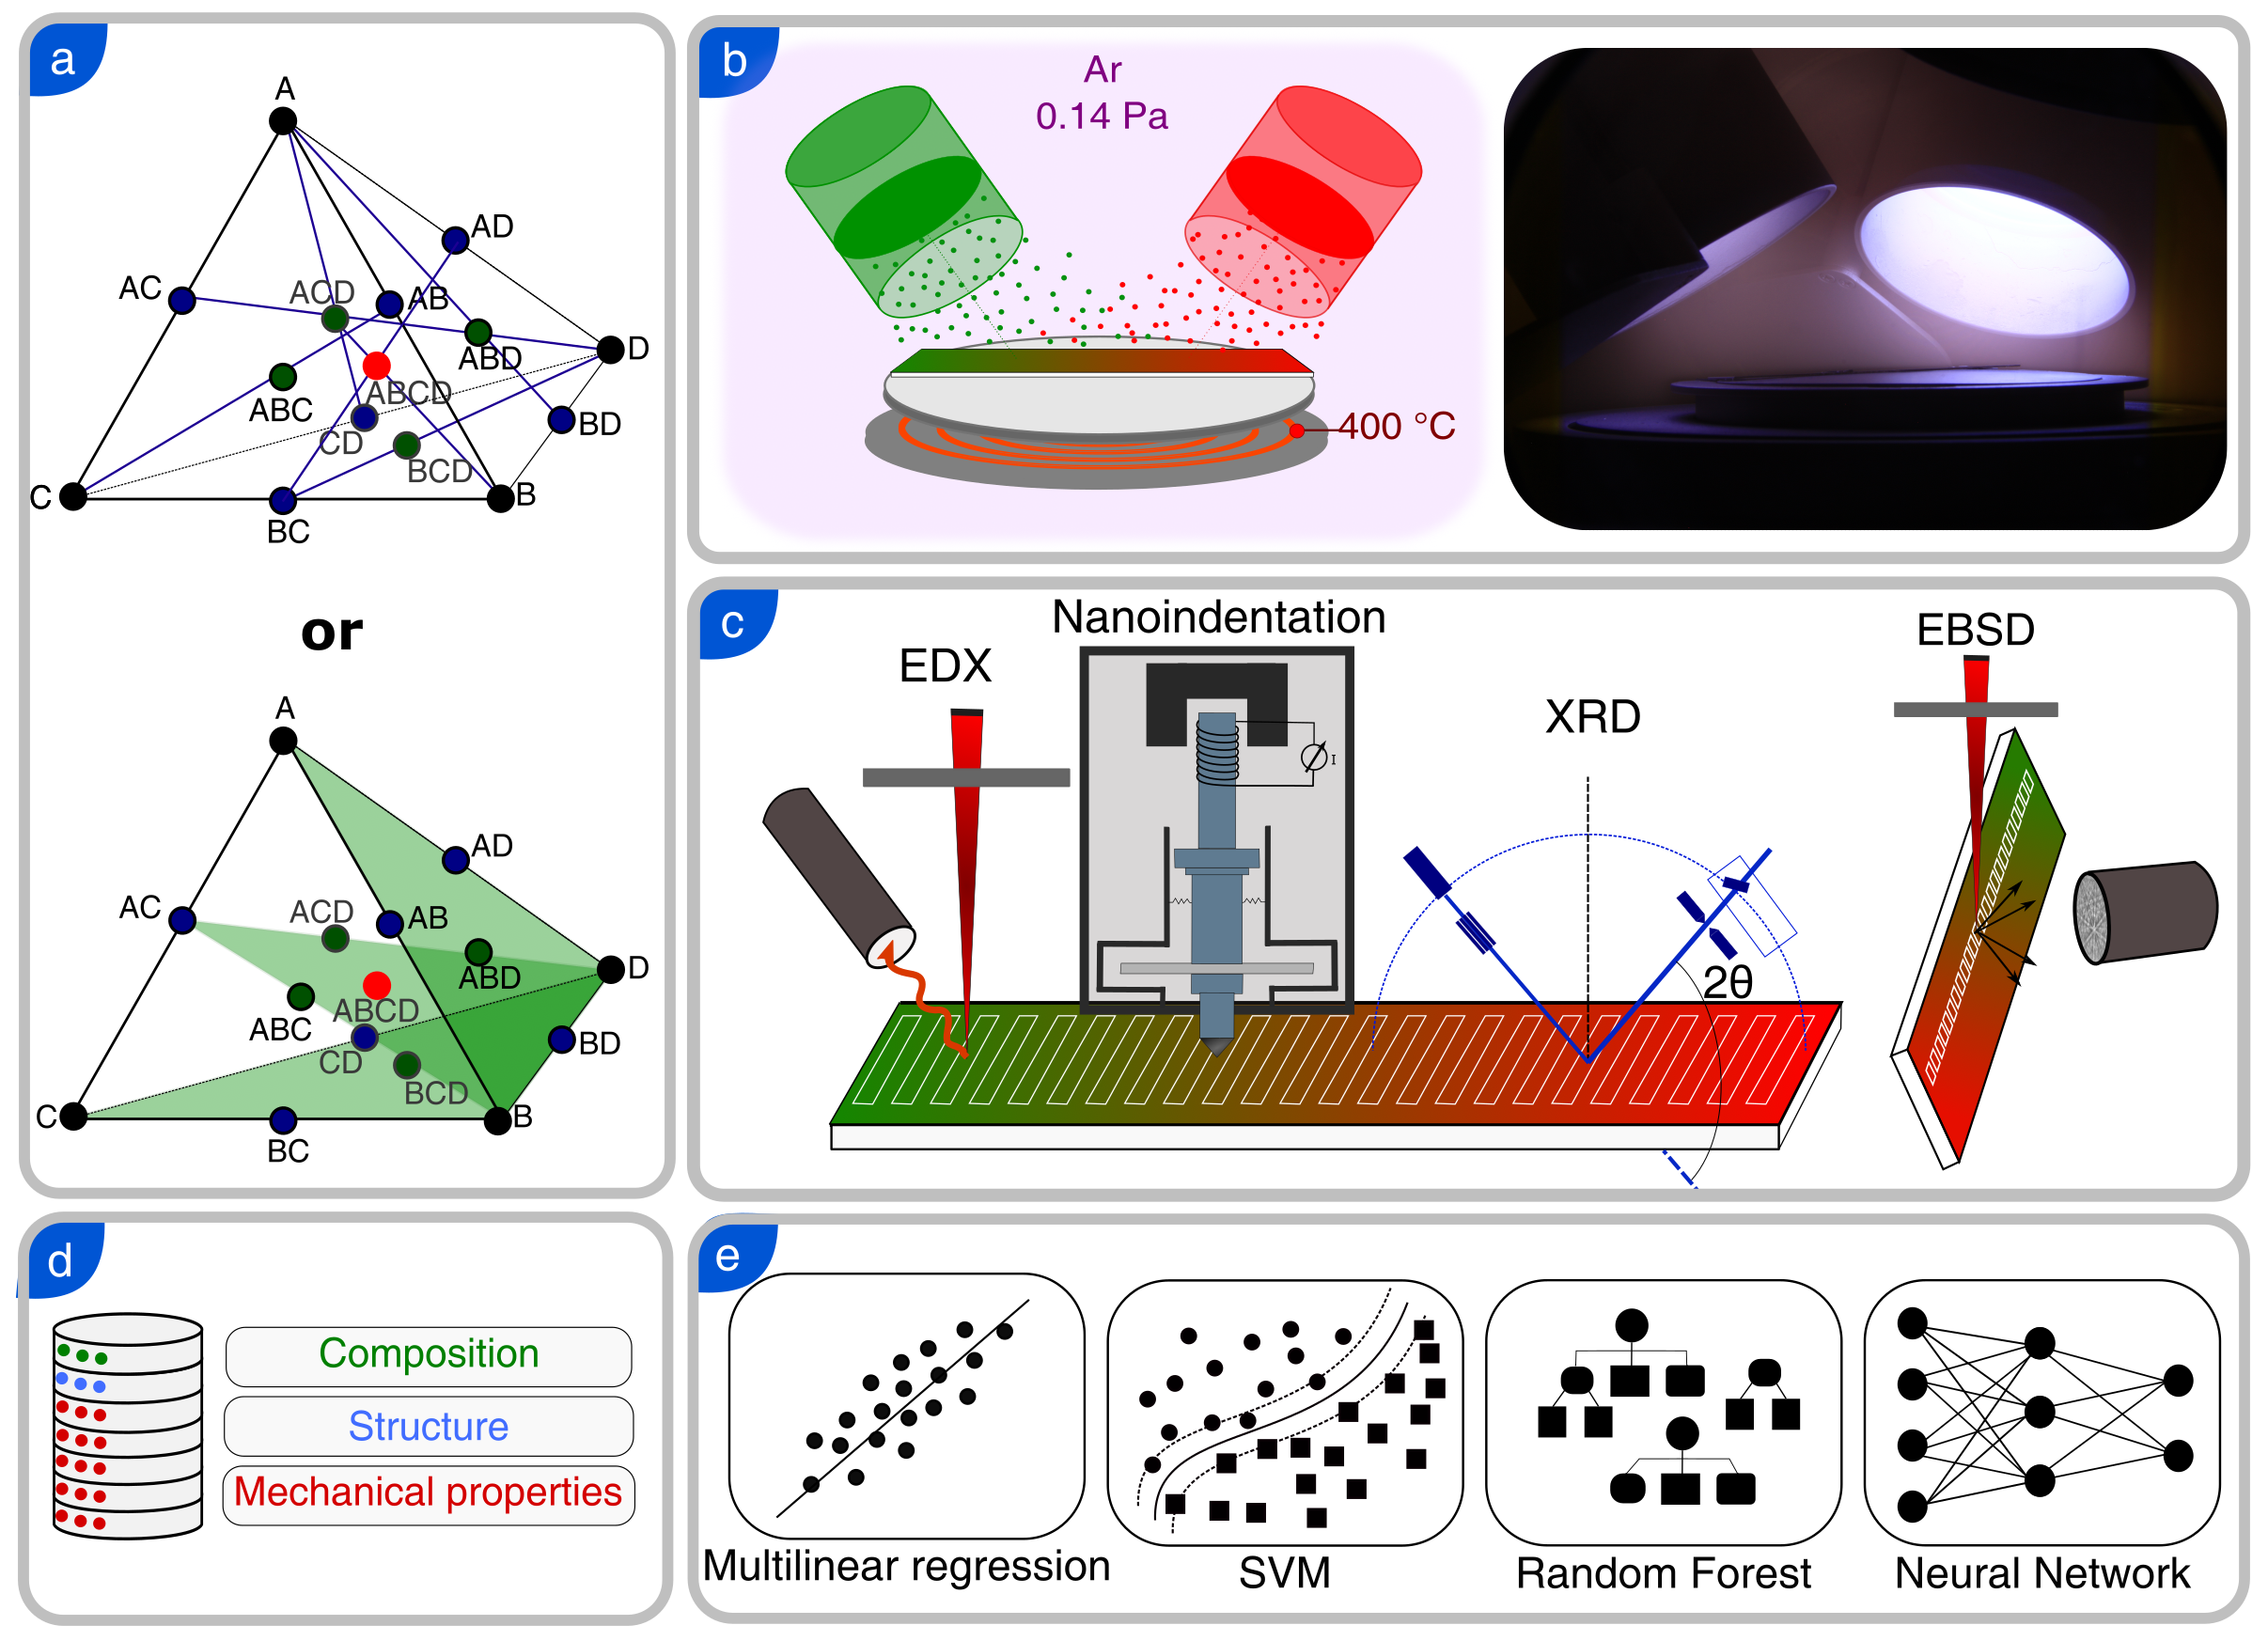 a
A
AD
AC
ACD
AB
D
ABD
ABC
ABCD
CD
BD
BCD
C
B
BC
or
A
AD
AC
ACD
AB
D
ABD
ABC
ABCD
CD
BD
BCD
C
B
BC
b
Ar
0.14 Pa
400 °C
c
EDX
Nanoindentation
I
XRD
2θ
EBSD
d
Composition
Structure
Mechanical properties
e
Multilinear regression
SVM
Random Forest
Neural Network